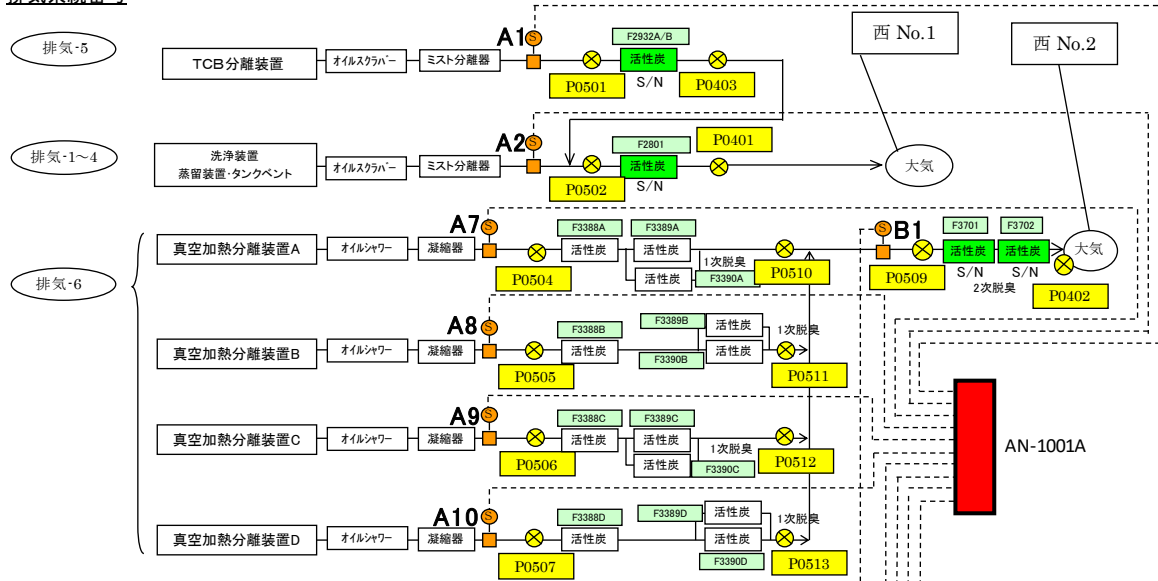 排気-5
TCB分離装置
オイルスクラバー
ミスト分離器
A1
S
P0501
F2932A/B
活性炭
S/N
P0403
西 No.1
西 No.2
排気-1~4
洗浄装置
蒸留装置・タンクベント
オイルスクラバー
ミスト分離器
A2
S
P0502
F2801
活性炭
S/N
P0401
大気
排気-6
真空加熱分離装置A
オイルシャワー
凝縮器
A7
S
P0504
F3388A
活性炭
F3389A
活性炭
活性炭
1次脱臭
F3390A
P0510
S
B1
P0509
F3701
活性炭
S/N
F3702
活性炭
S/N
2次脱臭
大気
P0402
真空加熱分離装置B
オイルシャワー
凝縮器
A8
S
P0505
F3388B
活性炭
F3389B
活性炭
F3390B
活性炭
1次脱臭
P0511
真空加熱分離装置C
オイルシャワー
凝縮器
A9
S
P0506
F3388C
活性炭
F3389C
活性炭
活性炭
1次脱臭
F3390C
P0512
AN-1001A
真空加熱分離装置D
オイルシャワー
凝縮器
A10
S
P0507
F3388D
活性炭
F3389D
活性炭
活性炭
F3390D
1次脱臭
P0513